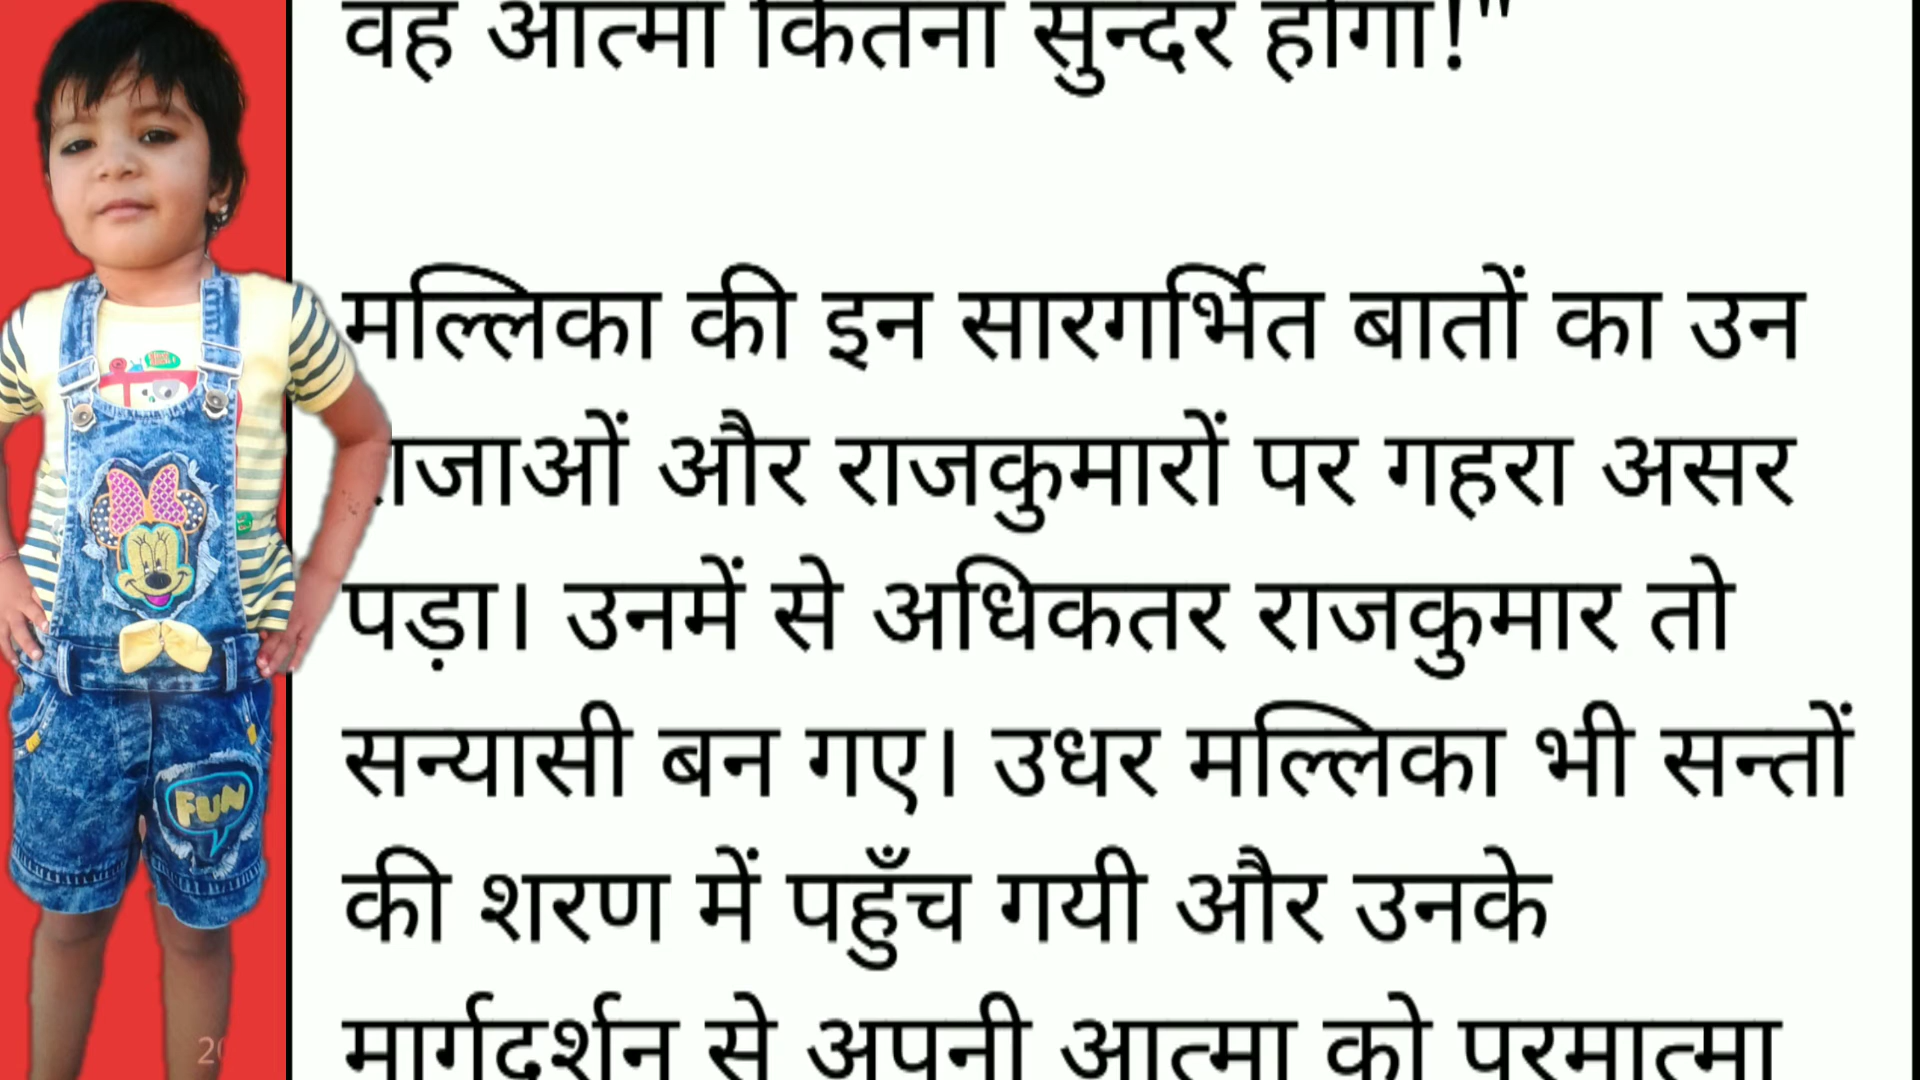 वह आत्मा कितना सुन्दर होगा!"
मल्लिका की इन सारगर्भित बातों का उन
और राजकुमारों पर गहरा असर
पड़ा। उनमें से अधिकतर राजकुमार तो
सन्यासी बन गए। उधर मल्लिका भी सन्तों
की शरण में पहुँच गयी और उनके
मार्गदर्शन से अपनी आत्मा को परमात्मा
FUN